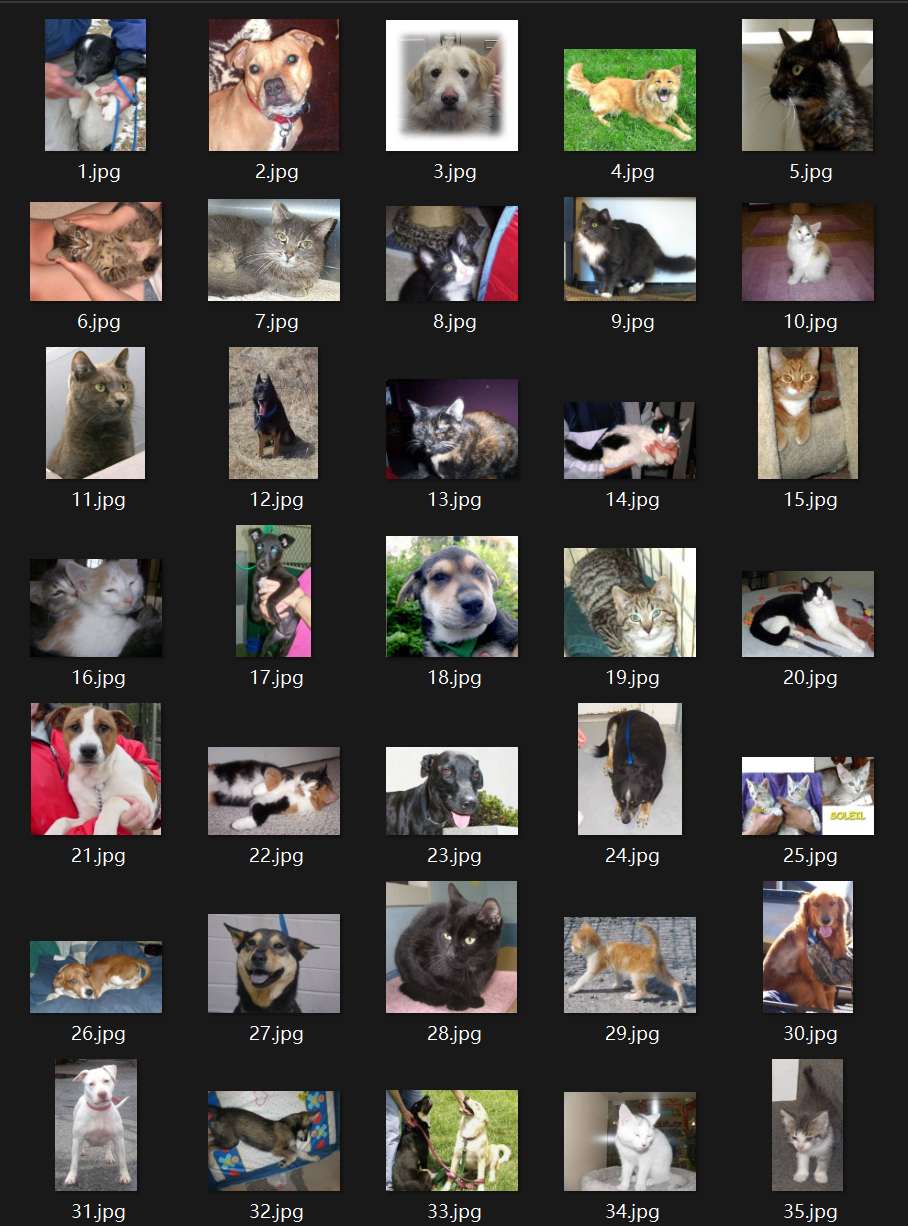 1.jpg 2.jpg 3.jpg 4.jpg 5.jpg
6.jpg 7.jpg 8.jpg 9.jpg 10.jpg
11.jpg 12.jpg 13.jpg 14.jpg 15.jpg
16.jpg 17.jpg 18.jpg 19.jpg 20.jpg
SOLEIL
21.jpg 22.jpg 23.jpg 24.jpg 25.jpg
26.jpg 27.jpg 28.jpg 29.jpg 30.jpg
31.jpg 32.jpg 33.jpg 34.jpg 35.jpg